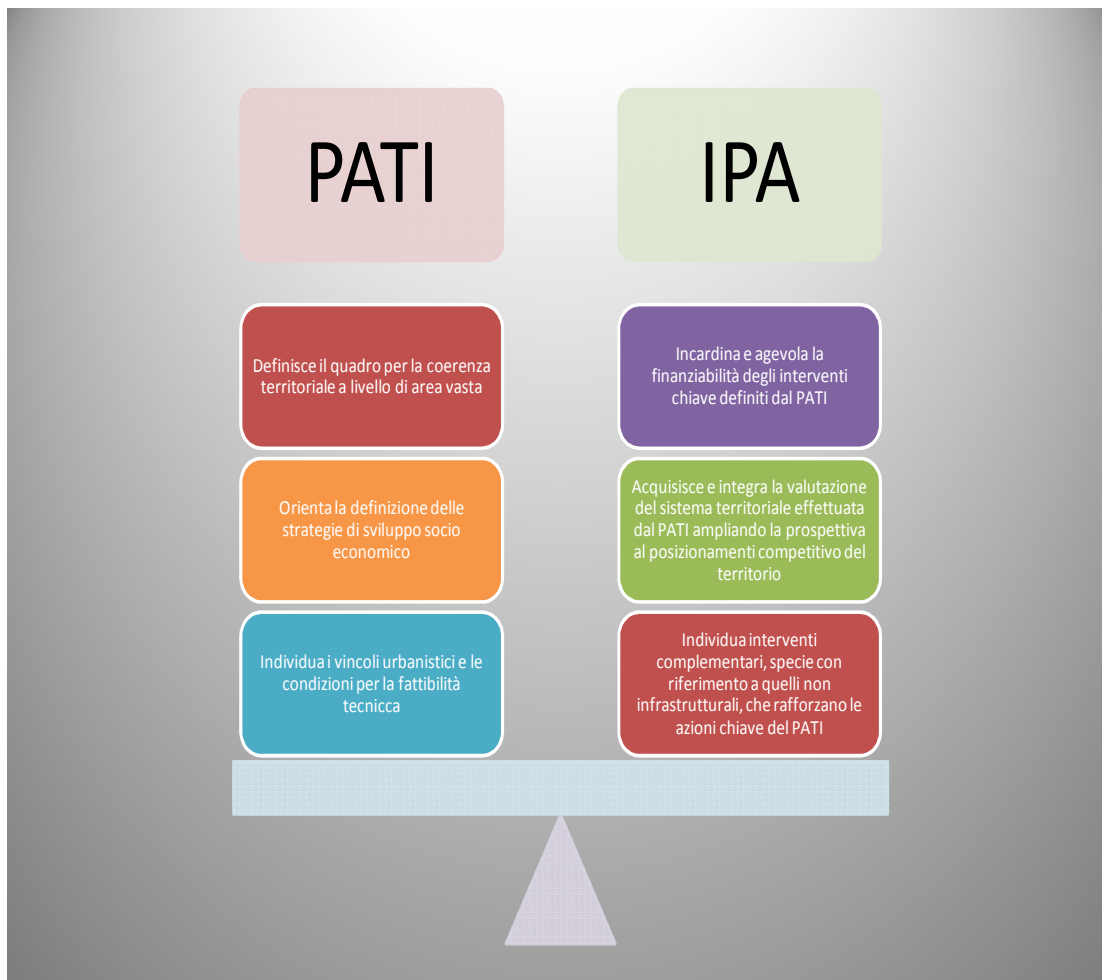 PATI
IPA
Definisce il quadro per la coerenza
territoriale a livello di area vasta
Orienta la definizione delle
strategie di sviluppo socio
economico
Individua i vincoli urbanistici e le
condizioni per la fattibilità
tecnicca
Incardina e agevola la
finanziabilità degli interventi
chiave definiti dal PATI
Acquisisce e integra la valutazione
del sistema territoriale effettuata
dal PATI ampliando la prospettiva
al posizionamenti competitivo del
territorio
Individua interventi
complementari, specie con
riferimento a quelli non
infrastrutturali, che rafforzano le
azioni chiave del PATI